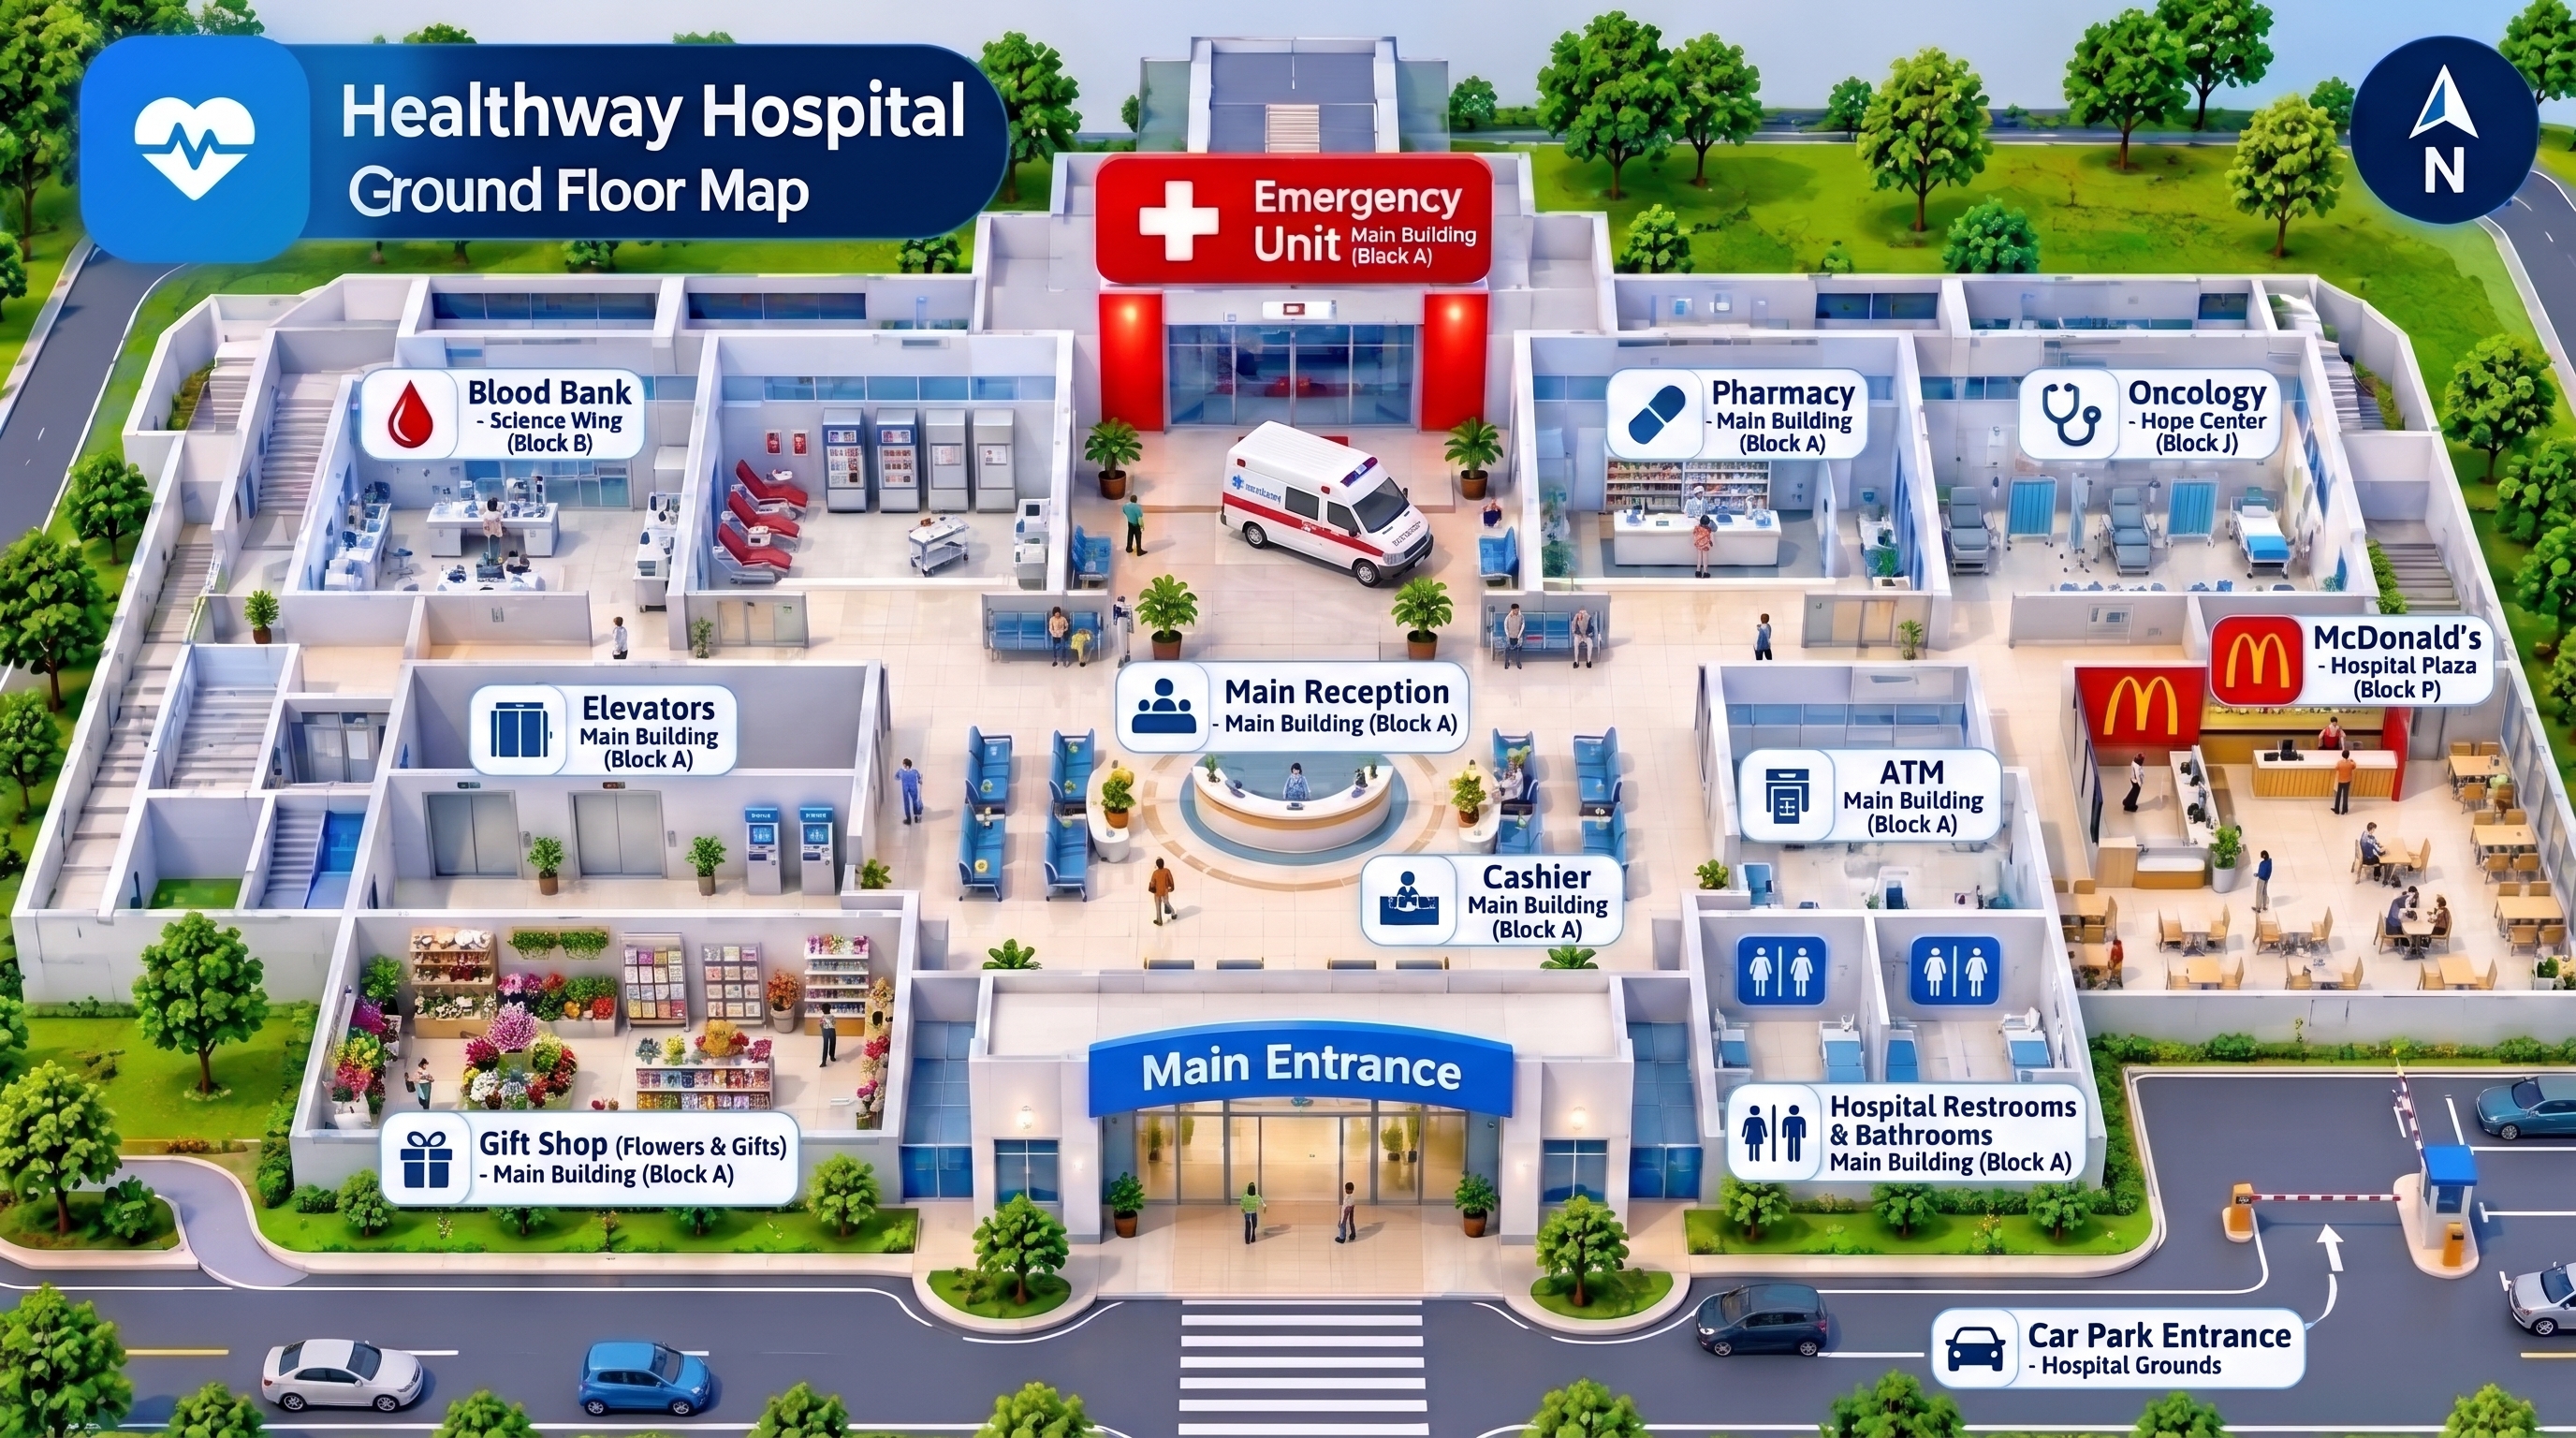 Healthway Hospital
Ground Floor Map
N
Emergency
Unit Main Building
(Black A)
Blood Bank
- Science Wing
(Block B)
Pharmacy
- Main Building
(Block A)
Oncology
- Hope Center
(Block J)
McDonald's
- Hospital Plaza
(Block P)
Elevators
Main Building
(Block A)
Main Reception
- Main Building (Block A)
ATM
Main Building
(Block A)
Cashier
Main Building
(Block A)
Main Entrance
Gift Shop (Flowers & Gifts)
- Main Building (Block A)
Hospital Restrooms
& Bathrooms
Main Building (Block A)
Car Park Entrance
- Hospital Grounds